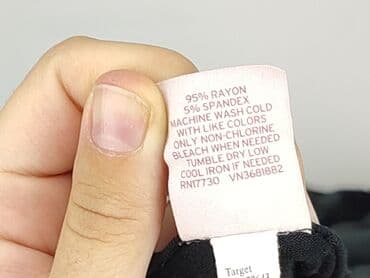 95% RAYON
5% SPANDEX
MACHINE WASH COLD
WITH LIKE COLORS
ONLY NON-CHLORINE
BLEACH WHEN NEEDED
TUMBLE DRY LOW
COOL IRON IF NEEDED
RN17730 VN3681882
Target